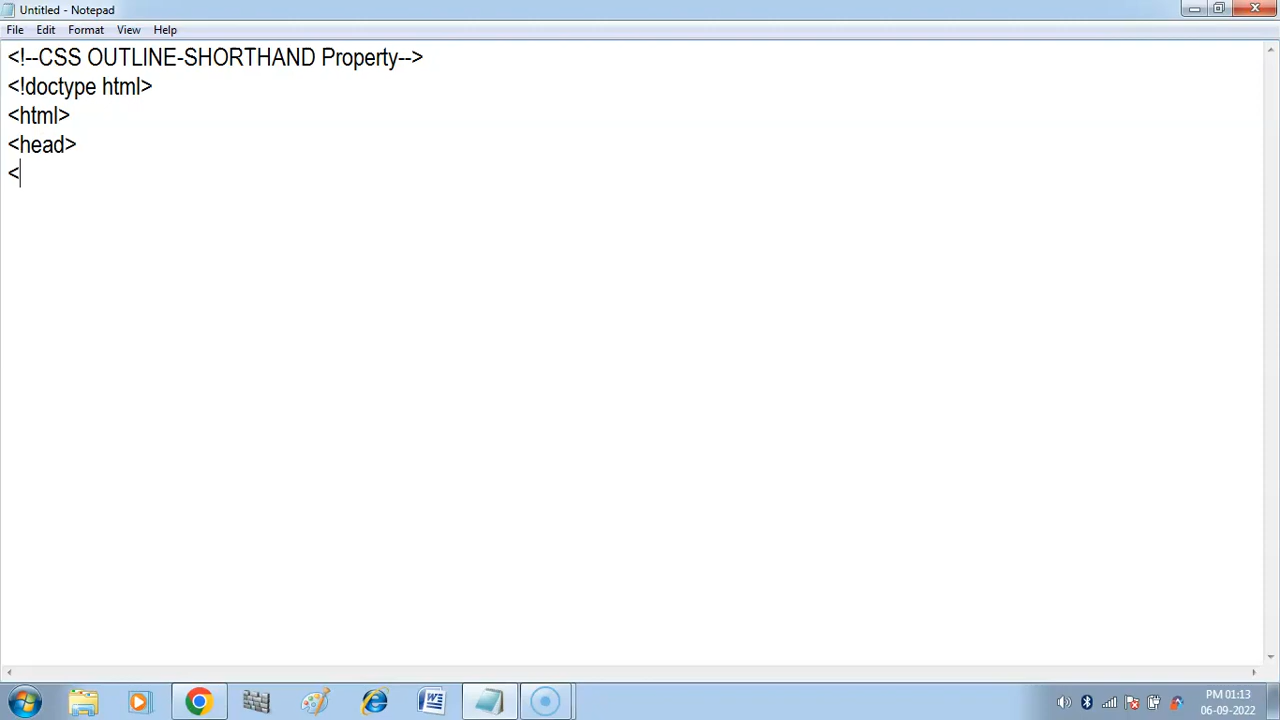 Untitled - Notepad
File Edit Format View Help
<!--CSS OUTLINE-SHORTHAND Property-->
<!doctype html>
<html>
<head>
<
PM 01:13
06-09-2022